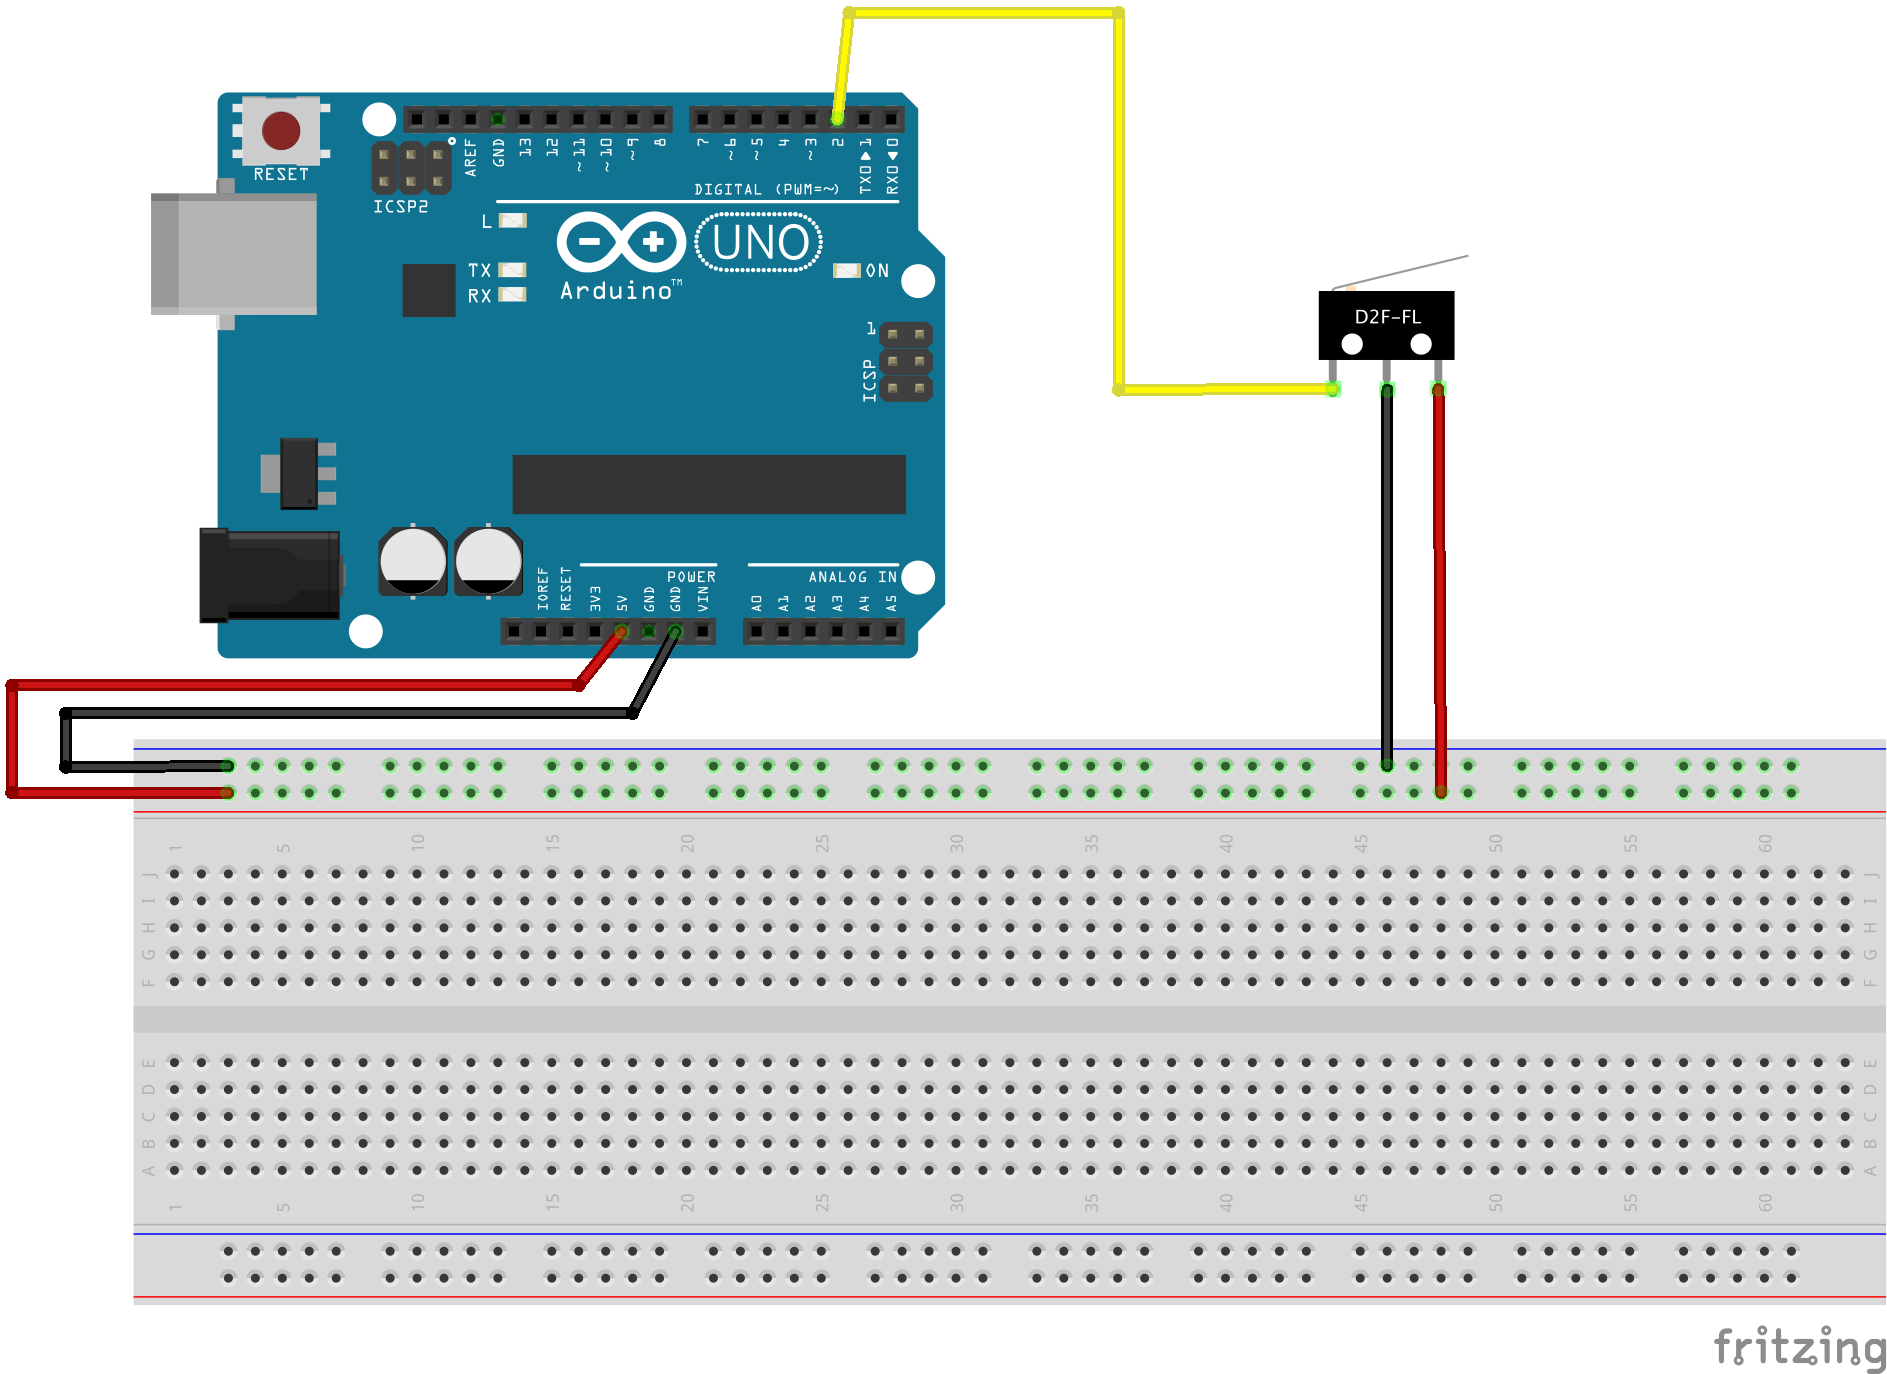 RESET
ICSP2
AREF
GND
13
12
~11
~10
~9
8
7
~6
~5
4
~3
2
TX0▶1
RX0◀0
DIGITAL (PWM=~)
L
TX
RX
Arduino™
UNO
ON
1
ICSP
D2F-FL
POWER
ANALOG IN
IOREF
RESET
3V3
5V
GND
GND
VIN
A0
A1
A2
A3
A4
A5
1 5 10 15 20 25 30 35 40 45 50 55 60
J J
I I
H H
G G
F F
E E
D D
C C
B B
A A
1 5 10 15 20 25 30 35 40 45 50 55 60
fritzing